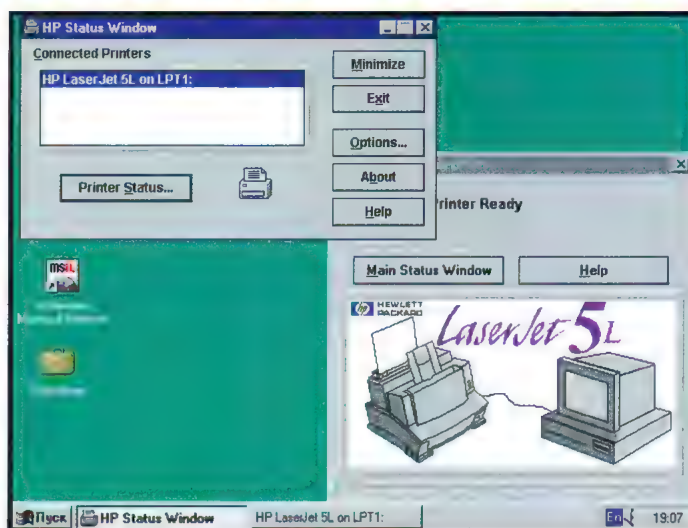 HP Status Window
Connected Printers
HP LaserJet 5L on LPT1:
Minimize
Exit
Options...
About
Help
Printer Status...
Printer Ready
Main Status Window
Help
HEWLETT
PACKARD
LaserJet 5L
msn
Пуск
HP Status Window
HP LaserJet 5L on LPT1:
En
19:07